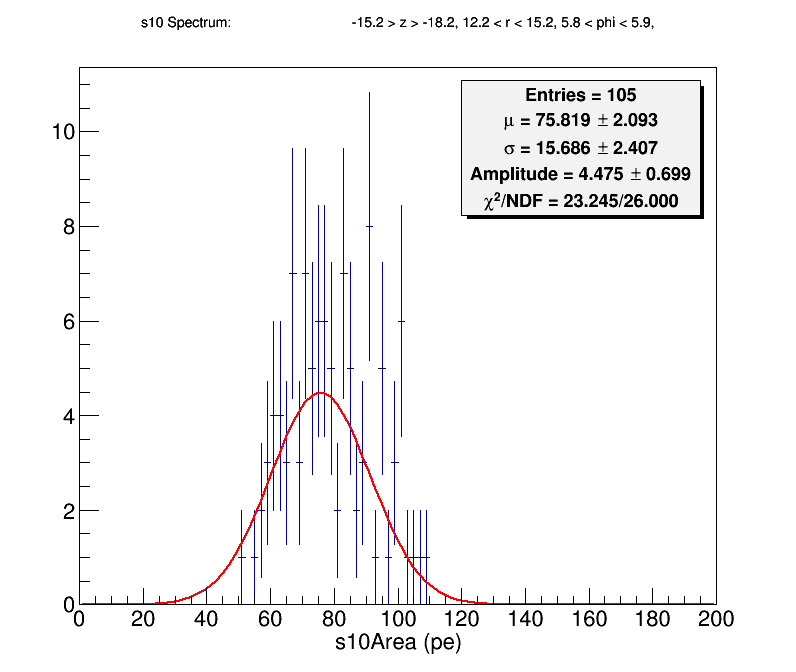 s10 Spectrum: -15.2 > z > -18.2, 12.2 < r < 15.2, 5.8 < phi < 5.9,
Entries = 105
μ = 75.819 ± 2.093
σ = 15.686 ± 2.407
Amplitude = 4.475 ± 0.699
χ²/NDF = 23.245/26.000
10
8
6
4
2
0
0 20 40 60 80 100 120 140 160 180 200
s10Area (pe)